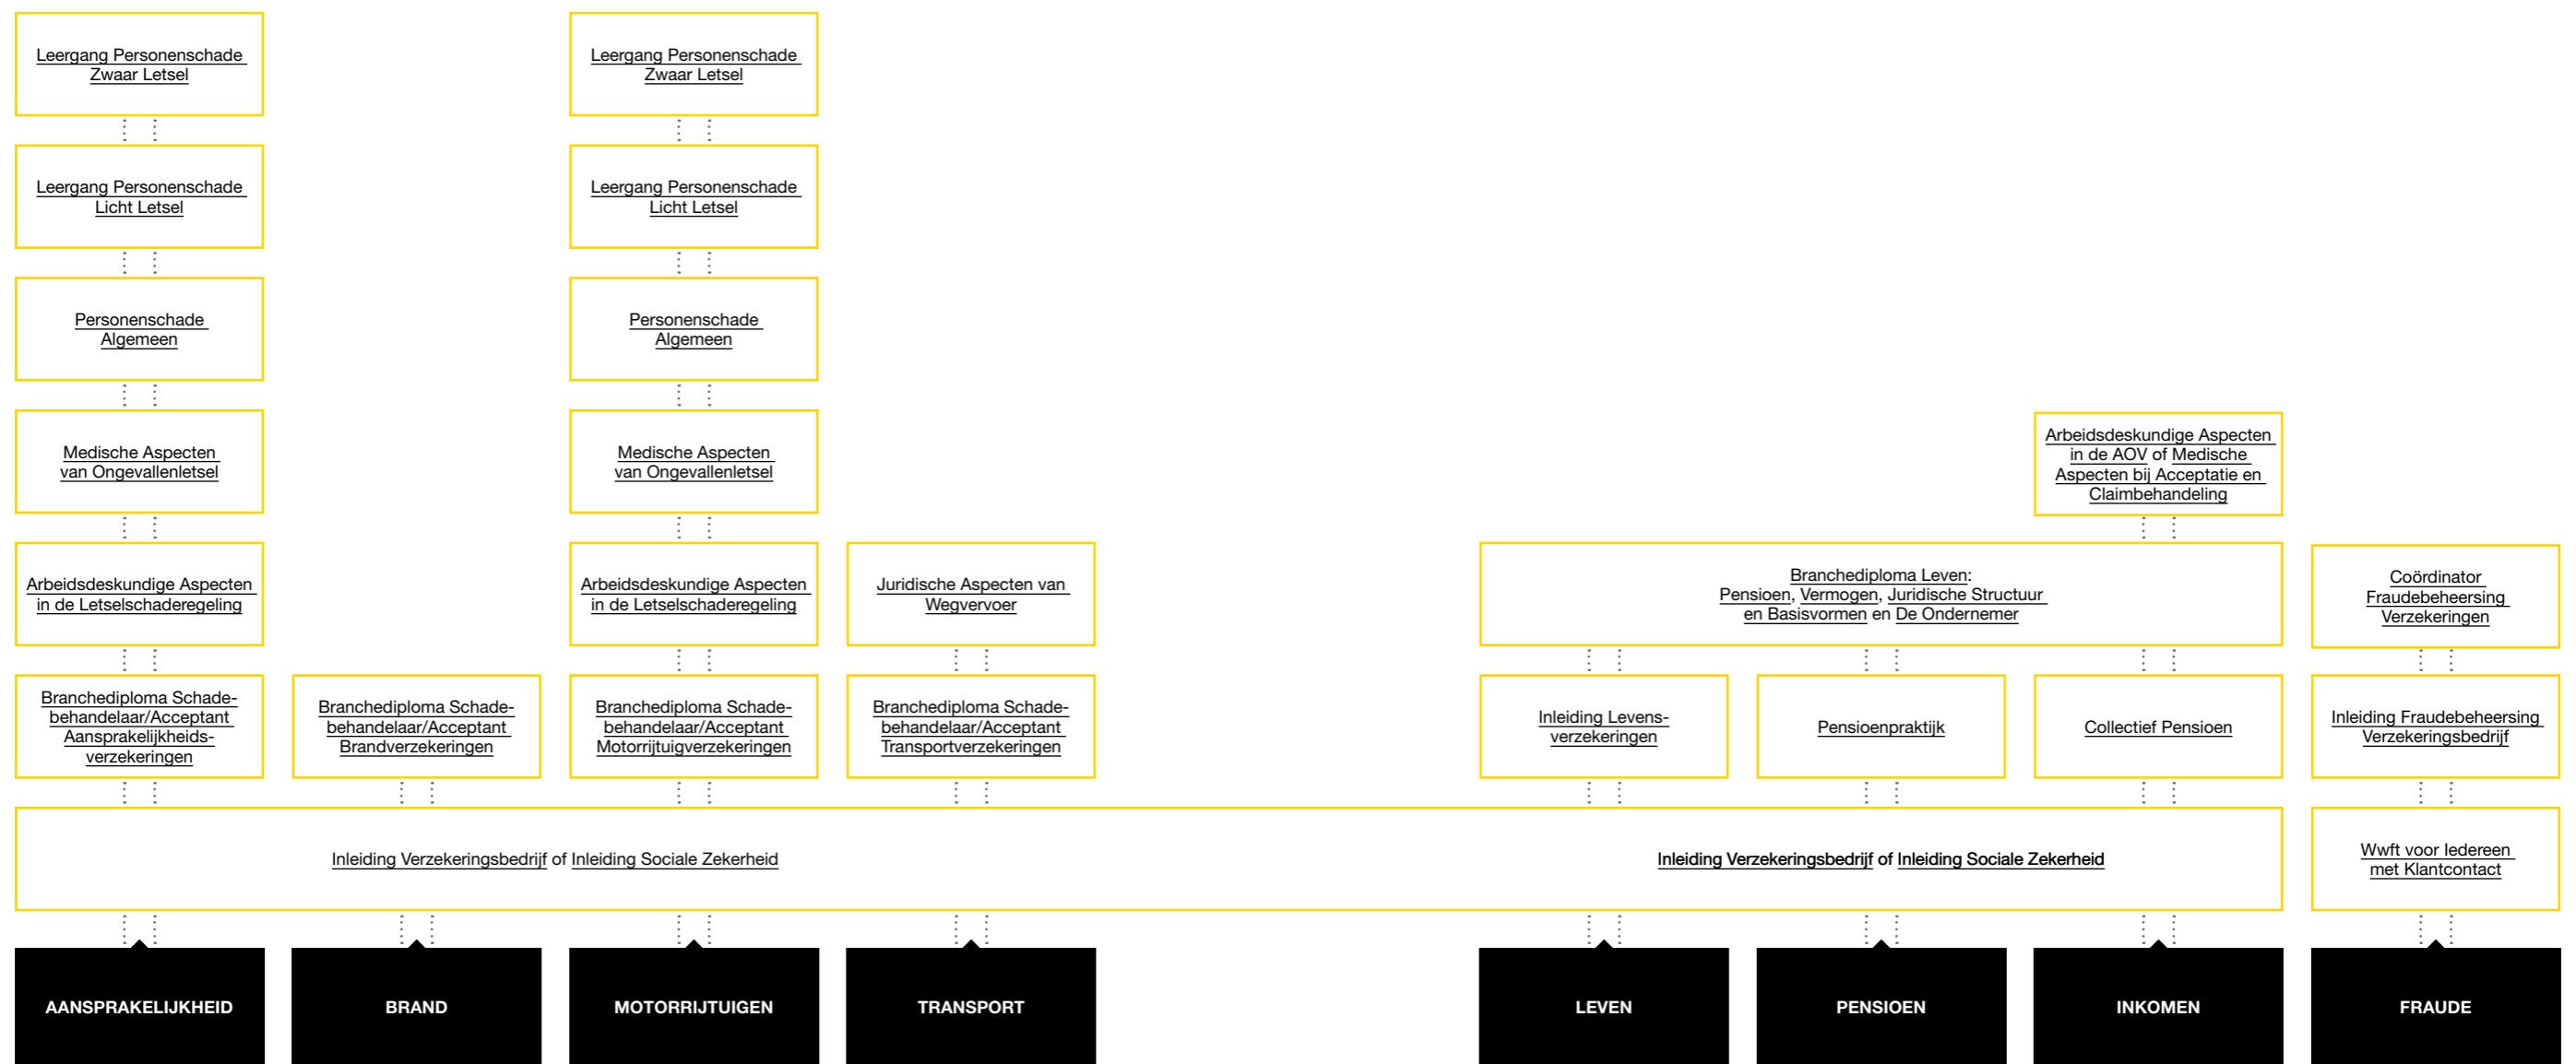 Leergang Personenschade
Zwaar Letsel
Leergang Personenschade
Zwaar Letsel
Leergang Personenschade
Licht Letsel
Leergang Personenschade
Licht Letsel
Personenschade
Algemeen
Personenschade
Algemeen
Medische Aspecten
van Ongevallenletsel
Medische Aspecten
van Ongevallenletsel
Arbeidsdeskundige Aspecten
in de AOV of Medische
Aspecten bij Acceptatie en
Claimbehandeling
Arbeidsdeskundige Aspecten
in de Letselschaderegeling
Arbeidsdeskundige Aspecten
in de Letselschaderegeling
Juridische Aspecten van
Wegvervoer
Branchediploma Leven:
Pensioen, Vermogen, Juridische Structuur
en Basisvormen en De Ondernemer
Coördinator
Fraudebeheersing
Verzekeringen
Branchediploma Schade-
behandelaar/Acceptant
Aansprakelijkheids-
verzekeringen
Branchediploma Schade-
behandelaar/Acceptant
Brandverzekeringen
Branchediploma Schade-
behandelaar/Acceptant
Motorrijtuigverzekeringen
Branchediploma Schade-
behandelaar/Acceptant
Transportverzekeringen
Inleiding Levens-
verzekeringen
Pensioenpraktijk
Collectief Pensioen
Inleiding Fraudebeheersing
Verzekeringsbedrijf
Inleiding Verzekeringsbedrijf of Inleiding Sociale Zekerheid
Inleiding Verzekeringsbedrijf of Inleiding Sociale Zekerheid
Wwft voor Iedereen
met Klantcontact
AANSPRAKELIJKHEID
BRAND
MOTORRIJTUIGEN
TRANSPORT
LEVEN
PENSIOEN
INKOMEN
FRAUDE